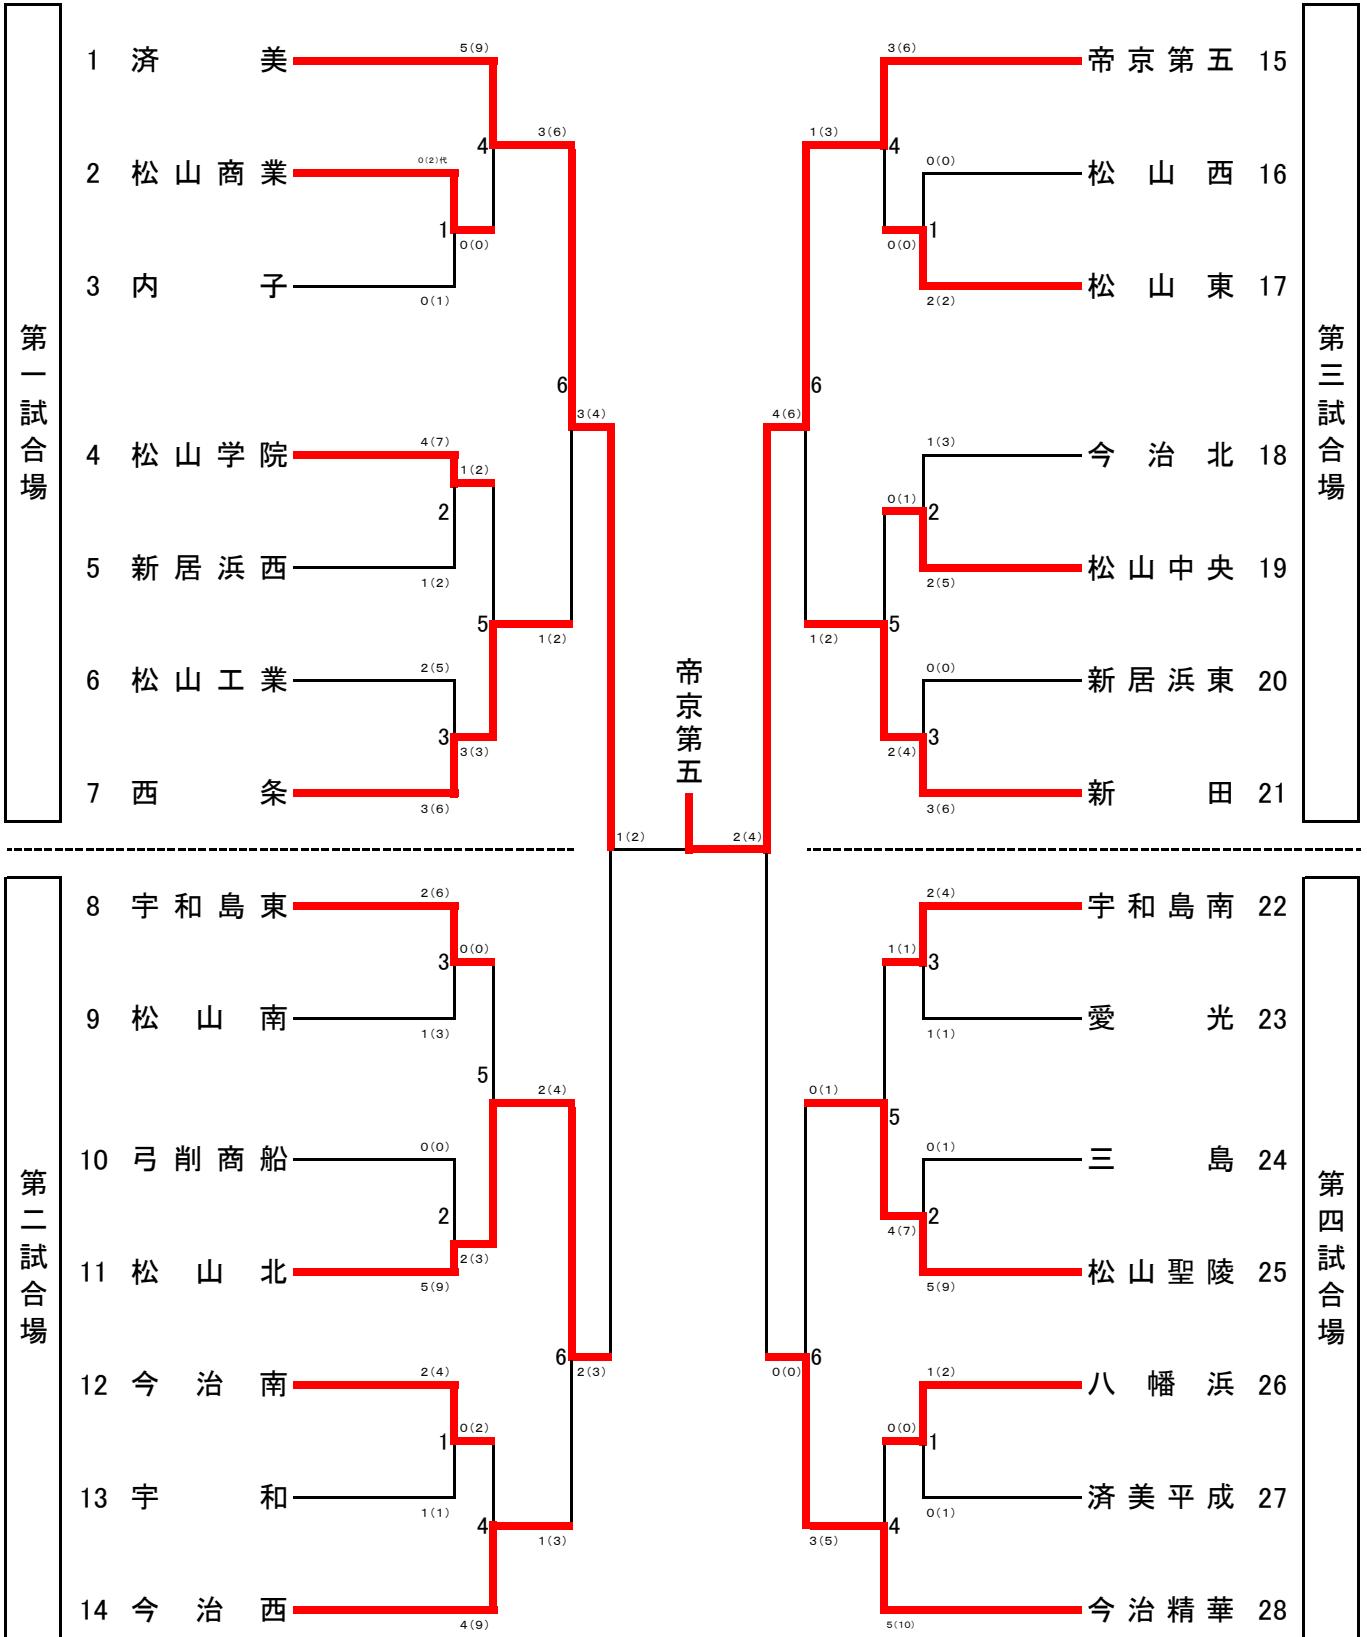 第一試合場
1 済美
5(9)
2 松山商業
0(2)代
3 内子
0(1)
4
1
0(0)
3(6)
4 松山学院
4(7)
1(2)
2
5 新居浜西
1(2)
6 松山工業
2(5)
5
1(2)
3
3(3)
7 西条
3(6)
6
3(4)
第二試合場
8 宇和島東
2(6)
0(0)
3
9 松山南
1(3)
5
2(4)
10 弓削商船
0(0)
2
2(3)
11 松山北
5(9)
12 今治南
2(4)
0(2)
1
13 宇和
1(1)
4
1(3)
14 今治西
4(9)
6
2(3)
帝京第五
1(2)
2(4)
第三試合場
帝京第五 15
3(6)
1(3)
4
松山西 16
0(0)
1
0(0)
松山東 17
2(2)
6
4(6)
今治北 18
1(3)
0(1)
2
松山中央 19
2(5)
5
1(2)
新居浜東 20
0(0)
3
2(4)
新田 21
3(6)
第四試合場
宇和島南 22
2(4)
1(1)
3
愛光 23
1(1)
0(1)
5
三島 24
0(1)
2
4(7)
松山聖陵 25
5(9)
6
0(0)
八幡浜 26
1(2)
0(0)
1
済美平成 27
0(1)
4
3(5)
今治精華 28
5(10)